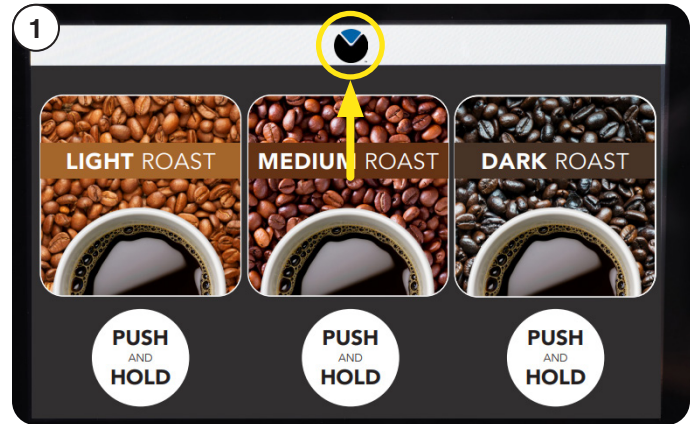 1
LIGHT ROAST
MEDIUM ROAST
DARK ROAST
PUSH
AND
HOLD
PUSH
AND
HOLD
PUSH
AND
HOLD